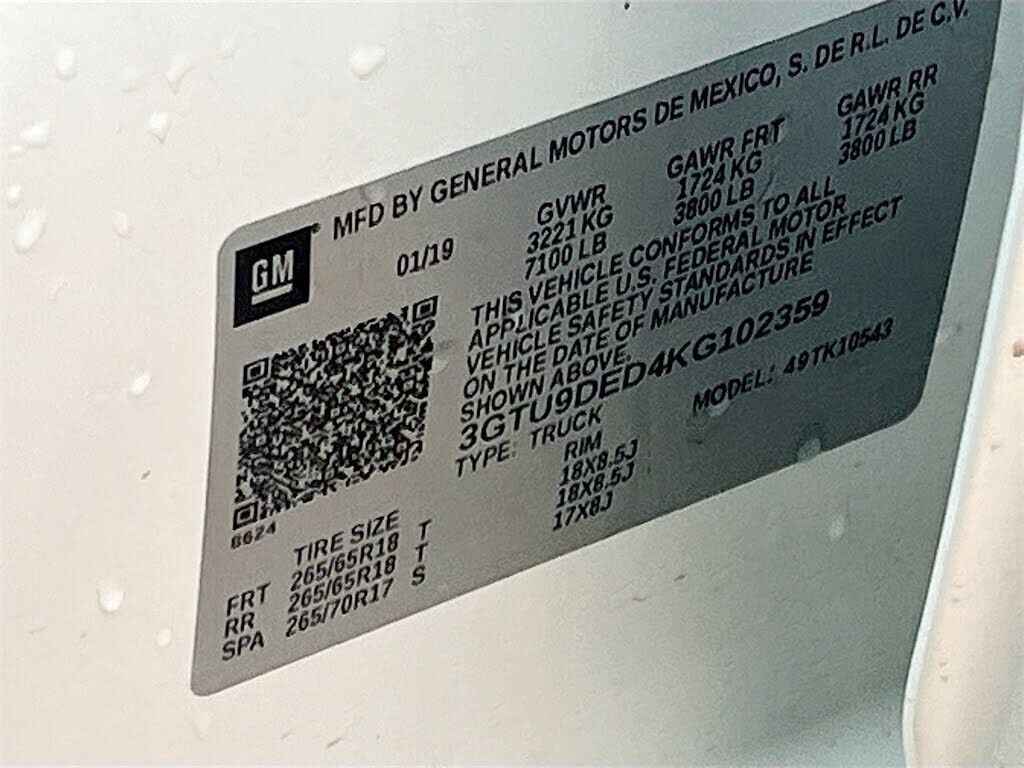 GM
MFD BY GENERAL MOTORS DE MEXICO, S. DE R.L. DE C.V.
01/19
GVWR GAWR FRT GAWR RR
3221 KG 1724 KG 1724 KG
7100 LB 3800 LB 3800 LB
THIS VEHICLE CONFORMS TO ALL
APPLICABLE U.S. FEDERAL MOTOR
VEHICLE SAFETY STANDARDS IN EFFECT
ON THE DATE OF MANUFACTURE
SHOWN ABOVE.
3GTU9DED4KG102359
TYPE: TRUCK MODEL: 49TK10543
8624
TIRE SIZE RIM
FRT 265/65R18 T 18X8.5J
RR 265/65R18 T 18X8.5J
SPA 265/70R17 S 17X8J